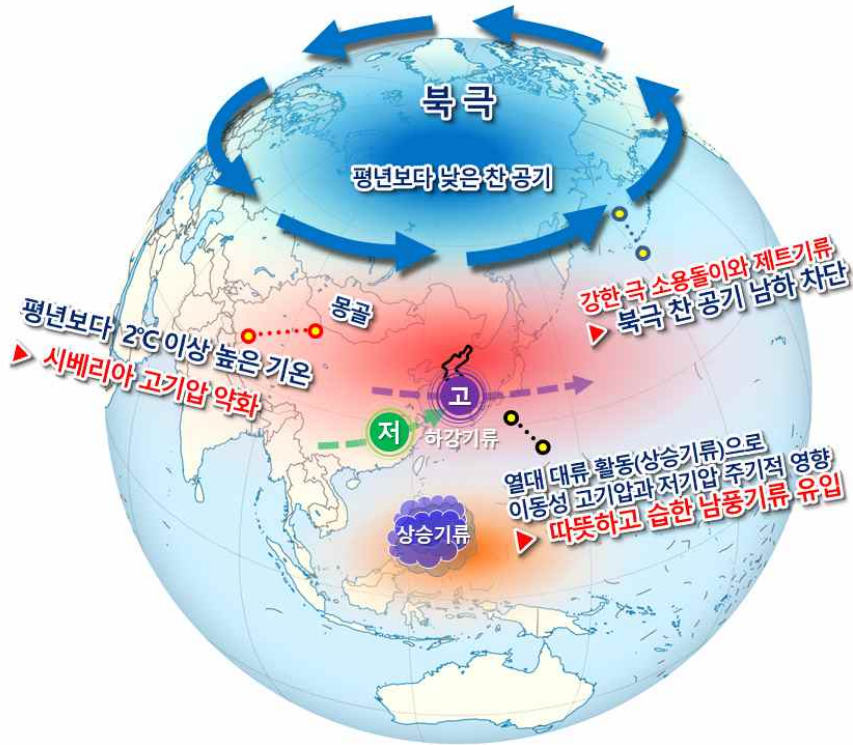 북 극
평년보다 낮은 찬 공기
강한 극 소용돌이와 제트기류
▶ 북극 찬 공기 남하 차단
몽골
평년보다 2℃ 이상 높은 기온
▶ 시베리아 고기압 약화
고
저
하강기류
열대 대류 활동(상승기류)으로
이동성 고기압과 저기압 주기적 영향
▶ 따뜻하고 습한 남풍기류 유입
상승기류